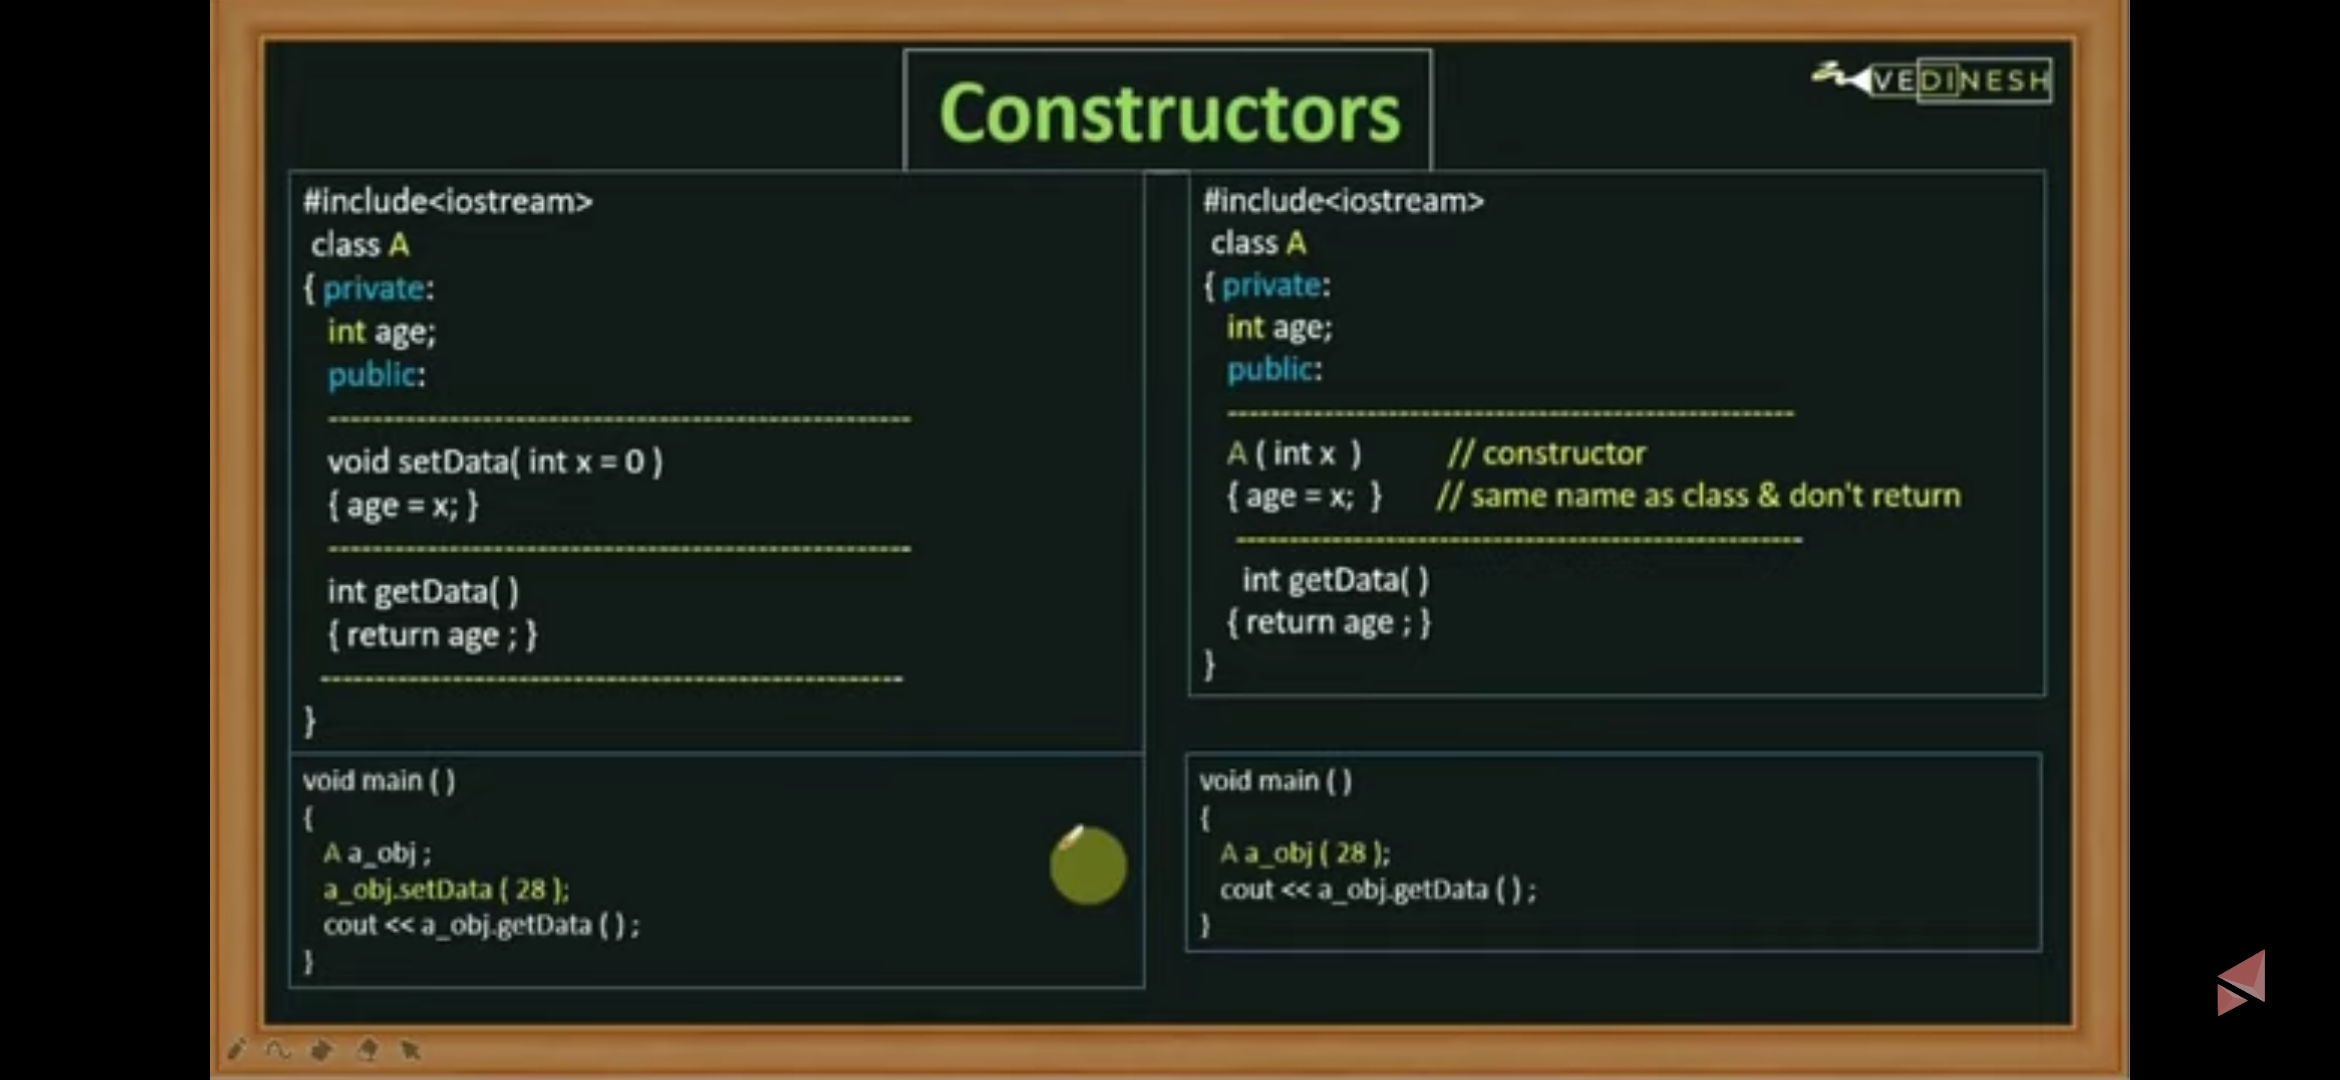 Constructors
VEDINESH
#include<iostream>
class A
{ private:
int age;
public:
--------------------------------------------------
void setData( int x = 0 )
{ age = x; }
--------------------------------------------------
int getData( )
{ return age ; }
--------------------------------------------------
}
void main ( )
{
A a_obj ;
a_obj.setData ( 28 );
cout << a_obj.getData ( ) ;
}
#include<iostream>
class A
{ private:
int age;
public:
--------------------------------------------------
A ( int x ) // constructor
{ age = x; } // same name as class & don't return
--------------------------------------------------
int getData( )
{ return age ; }
}
void main ( )
{
A a_obj ( 28 );
cout << a_obj.getData ( ) ;
}